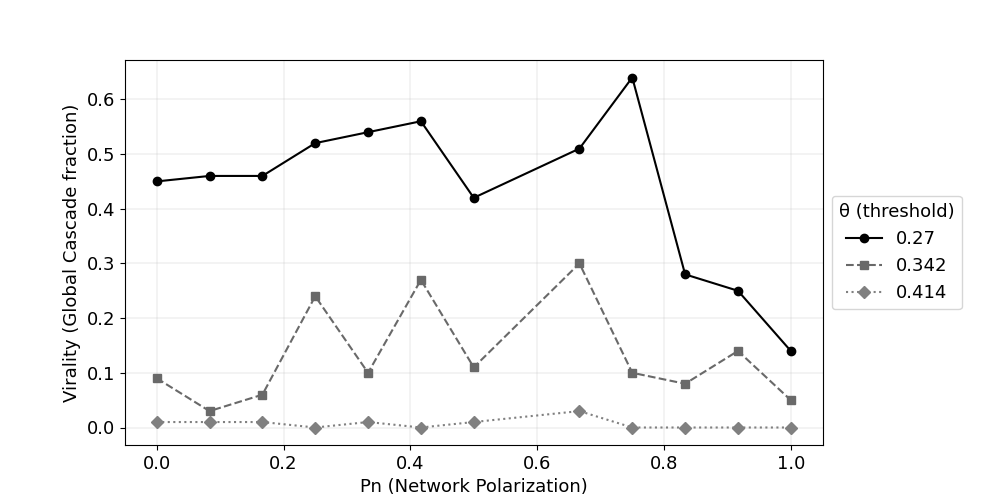 0.6
0.5
0.4
0.3
0.2
0.1
0.0
Virality (Global Cascade fraction)
0.0 0.2 0.4 0.6 0.8 1.0
Pn (Network Polarization)
θ (threshold)
0.27
0.342
0.414